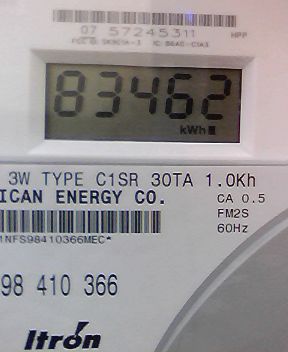 07 57245311 HPP
83462
kWh
3W TYPE C1SR 30TA 1.0Kh
ICAN ENERGY CO. CA 0.5
FM2S
1NFS98410366MEC* 60Hz
98 410 366
Itron